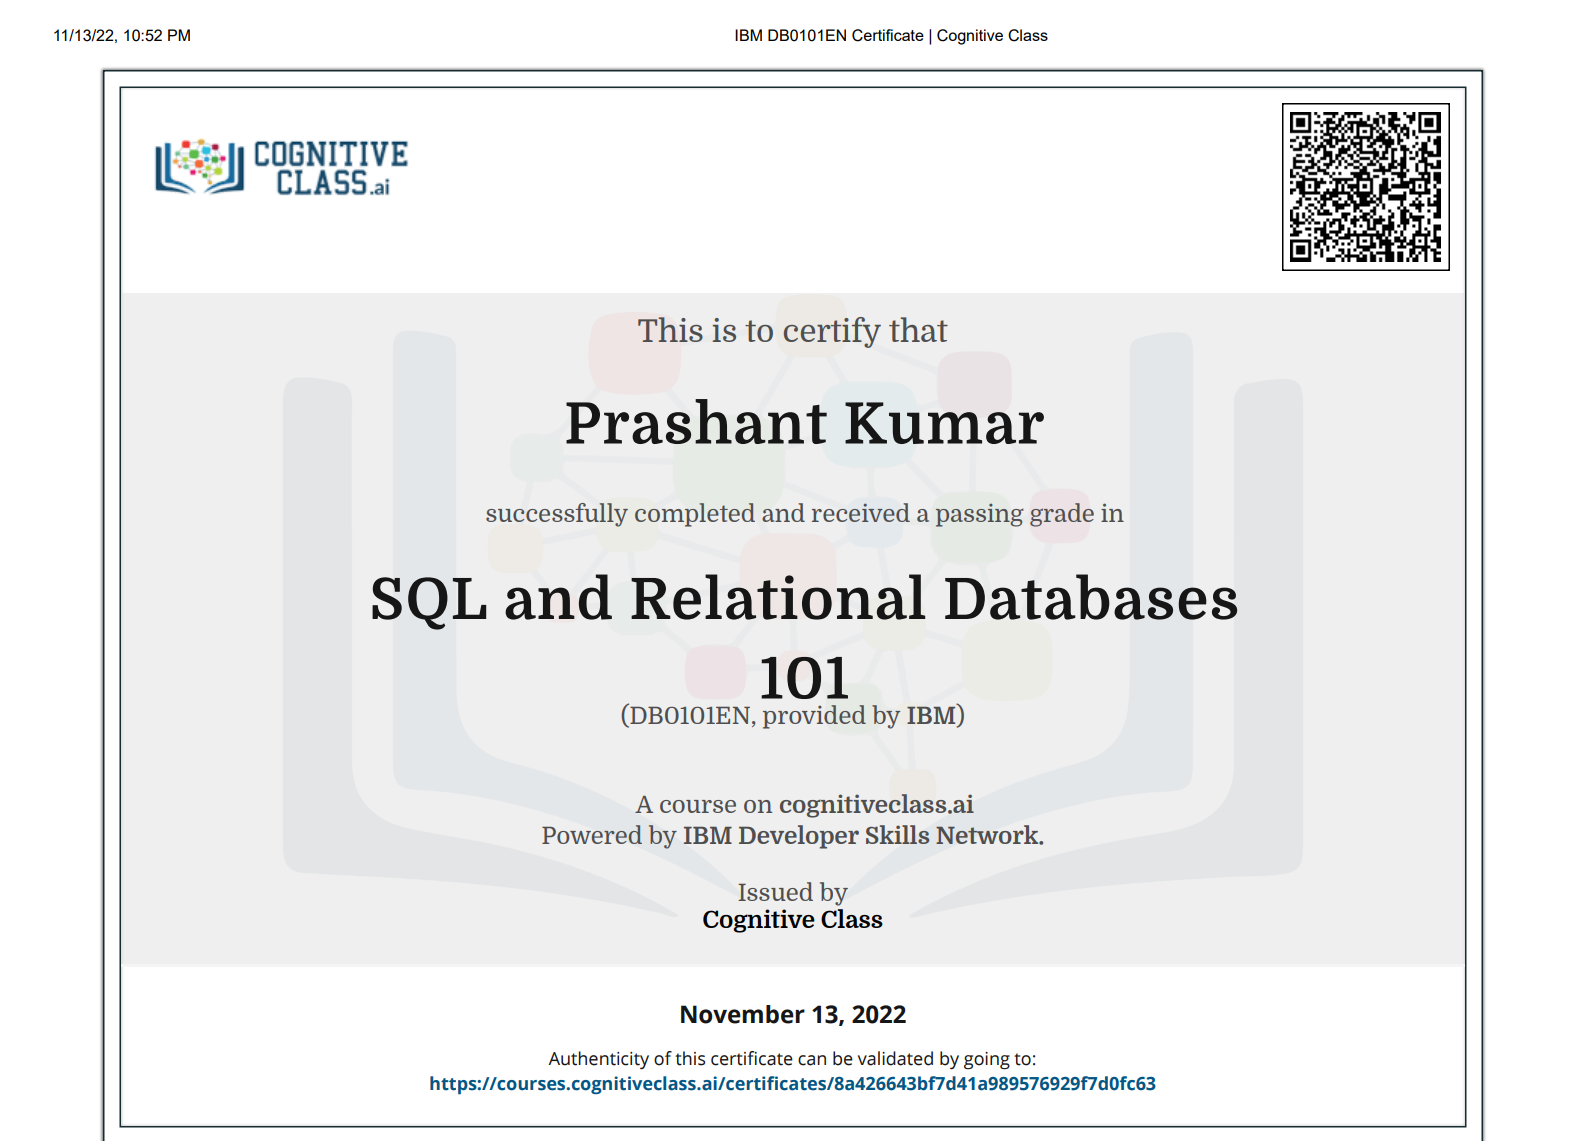 11/13/22, 10:52 PM
IBM DB0101EN Certificate | Cognitive Class
COGNITIVE
CLASS.ai
This is to certify that
Prashant Kumar
successfully completed and received a passing grade in
SQL and Relational Databases
101
(DB0101EN, provided by IBM)
A course on cognitiveclass.ai
Powered by IBM Developer Skills Network.
Issued by
Cognitive Class
November 13, 2022
Authenticity of this certificate can be validated by going to:
https://courses.cognitiveclass.ai/certificates/8a426643bf7d41a989576929f7d0fc63